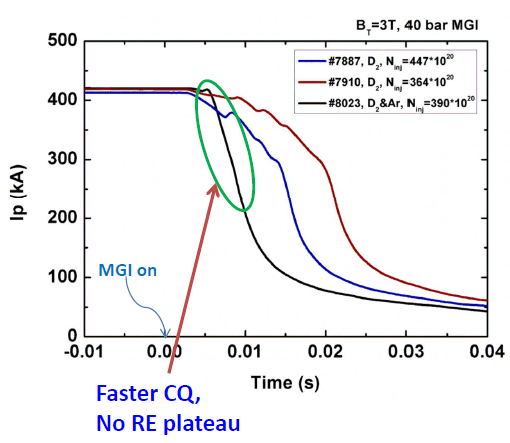 B_T=3T, 40 bar MGI
#7887, D₂, N_inj=447*10²⁰
#7910, D₂, N_inj=364*10²⁰
#8023, D₂&Ar, N_inj=390*10²⁰
500
400
300
200
100
0
Ip (kA)
MGI on
-0.01
0.00
0.01
0.02
0.03
0.04
Time (s)
Faster CQ,
No RE plateau